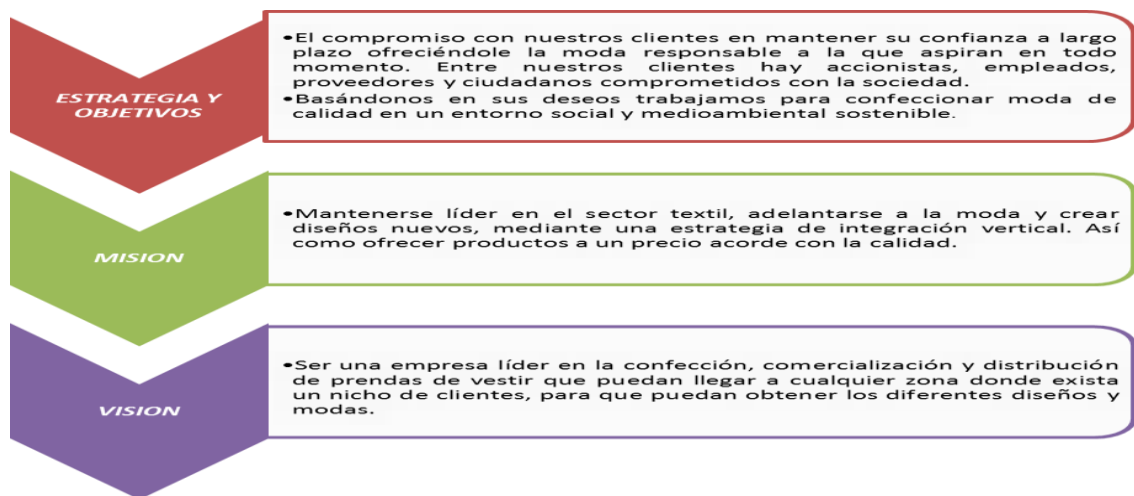 ESTRATEGIA Y
OBJETIVOS
•El compromiso con nuestros clientes en mantener su confianza a largo
plazo ofreciéndole la moda responsable a la que aspiran en todo
momento. Entre nuestros clientes hay accionistas, empleados,
proveedores y ciudadanos comprometidos con la sociedad.
•Basándonos en sus deseos trabajamos para confeccionar moda de
calidad en un entorno social y medioambiental sostenible.
MISION
•Mantenerse líder en el sector textil, adelantarse a la moda y crear
diseños nuevos, mediante una estrategia de integración vertical. Así
como ofrecer productos a un precio acorde con la calidad.
VISION
•Ser una empresa líder en la confección, comercialización y distribución
de prendas de vestir que puedan llegar a cualquier zona donde exista
un nicho de clientes, para que puedan obtener los diferentes diseños y
modas.